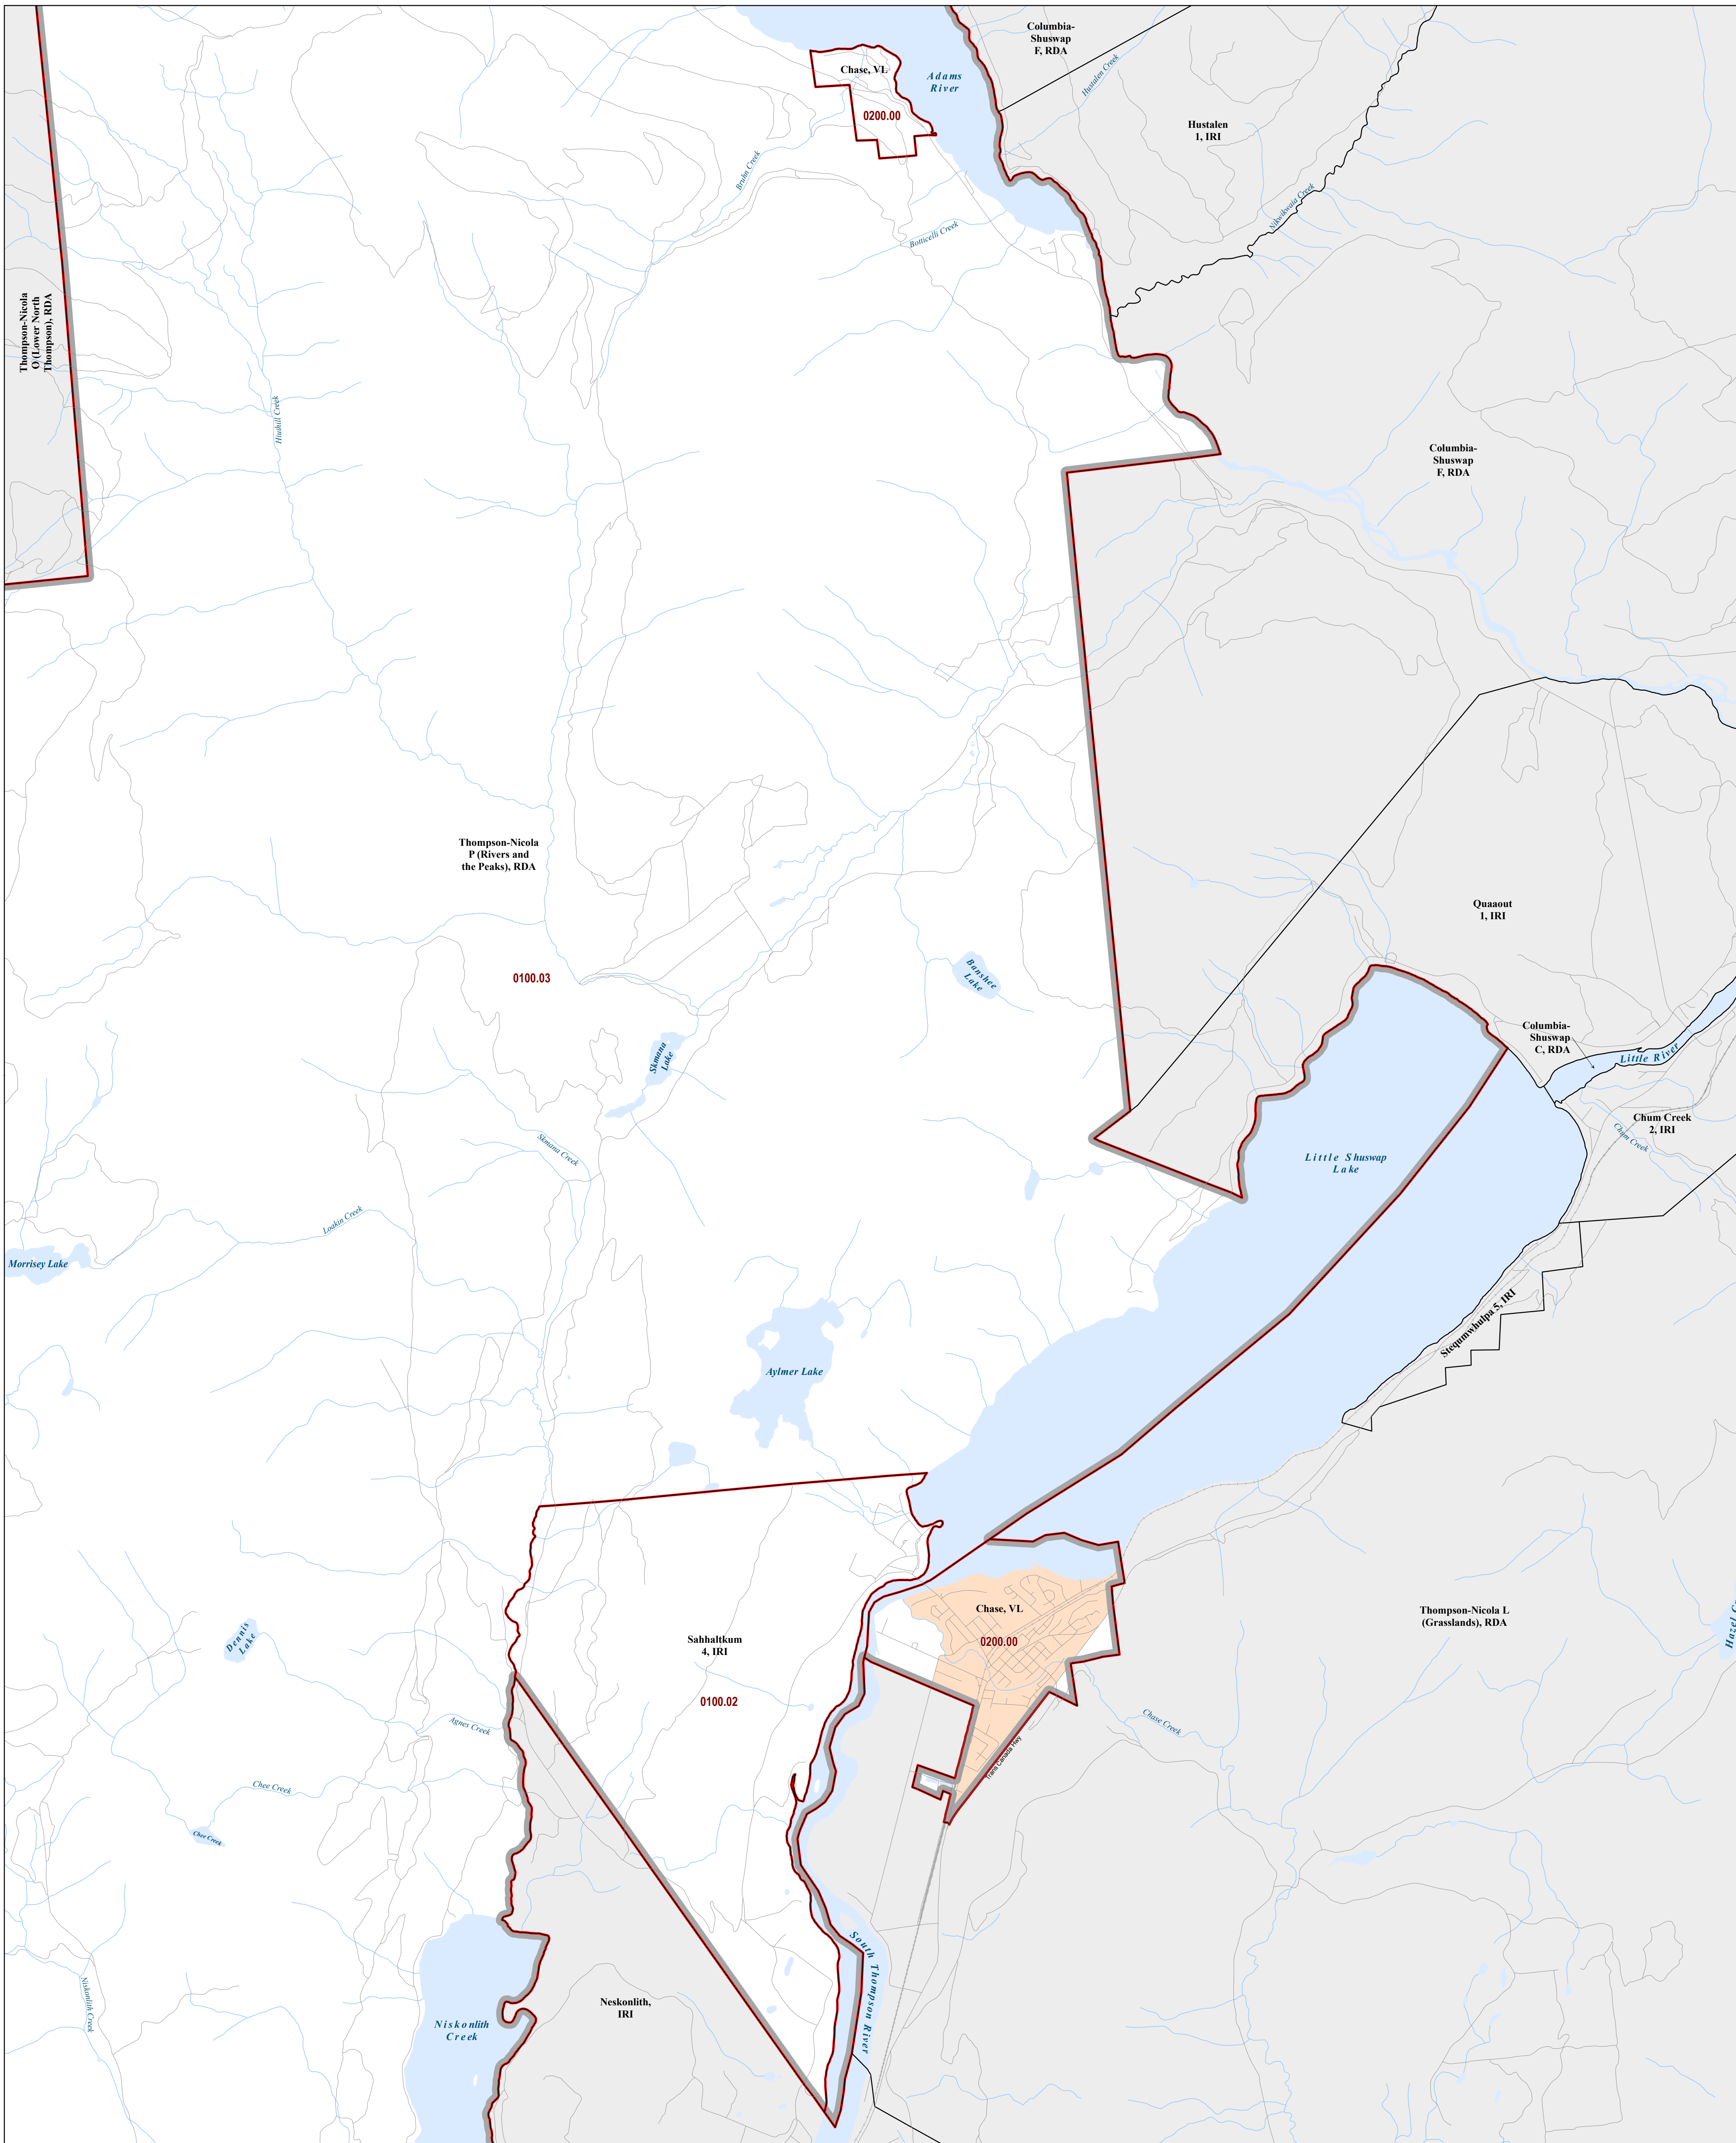 Columbia-
Shuswap
F, RDA
Chase, VL
Adams
River
Hustalen Creek
0200.00
Hustalen
1, IRI
Bruhn Creek
Nikwikwaia Creek
Botticelli Creek
Thompson-Nicola
O (Lower North
Thompson), RDA
Hiuihill Creek
Columbia-
Shuswap
F, RDA
Thompson-Nicola
P (Rivers and
the Peaks), RDA
Quaaout
1, IRI
0100.03
Banshee
Lake
Columbia-
Shuswap
C, RDA
Little River
Skmana
Lake
Chum Creek
2, IRI
Chum Creek
Skmana Creek
Little Shuswap
Lake
Loakin Creek
Morrisey Lake
Stequmwhulpa 5, IRI
Aylmer Lake
Chase, VL
Thompson-Nicola L
(Grasslands), RDA
Dennis
Lake
Sahhaltkum
4, IRI
0200.00
0100.02
Agnes Creek
Chase Creek
Trans Canada Hwy
Chee Creek
Chee Creek
South Thompson River
Niskonlith Creek
Neskonlith,
IRI
Niskonlith
Creek